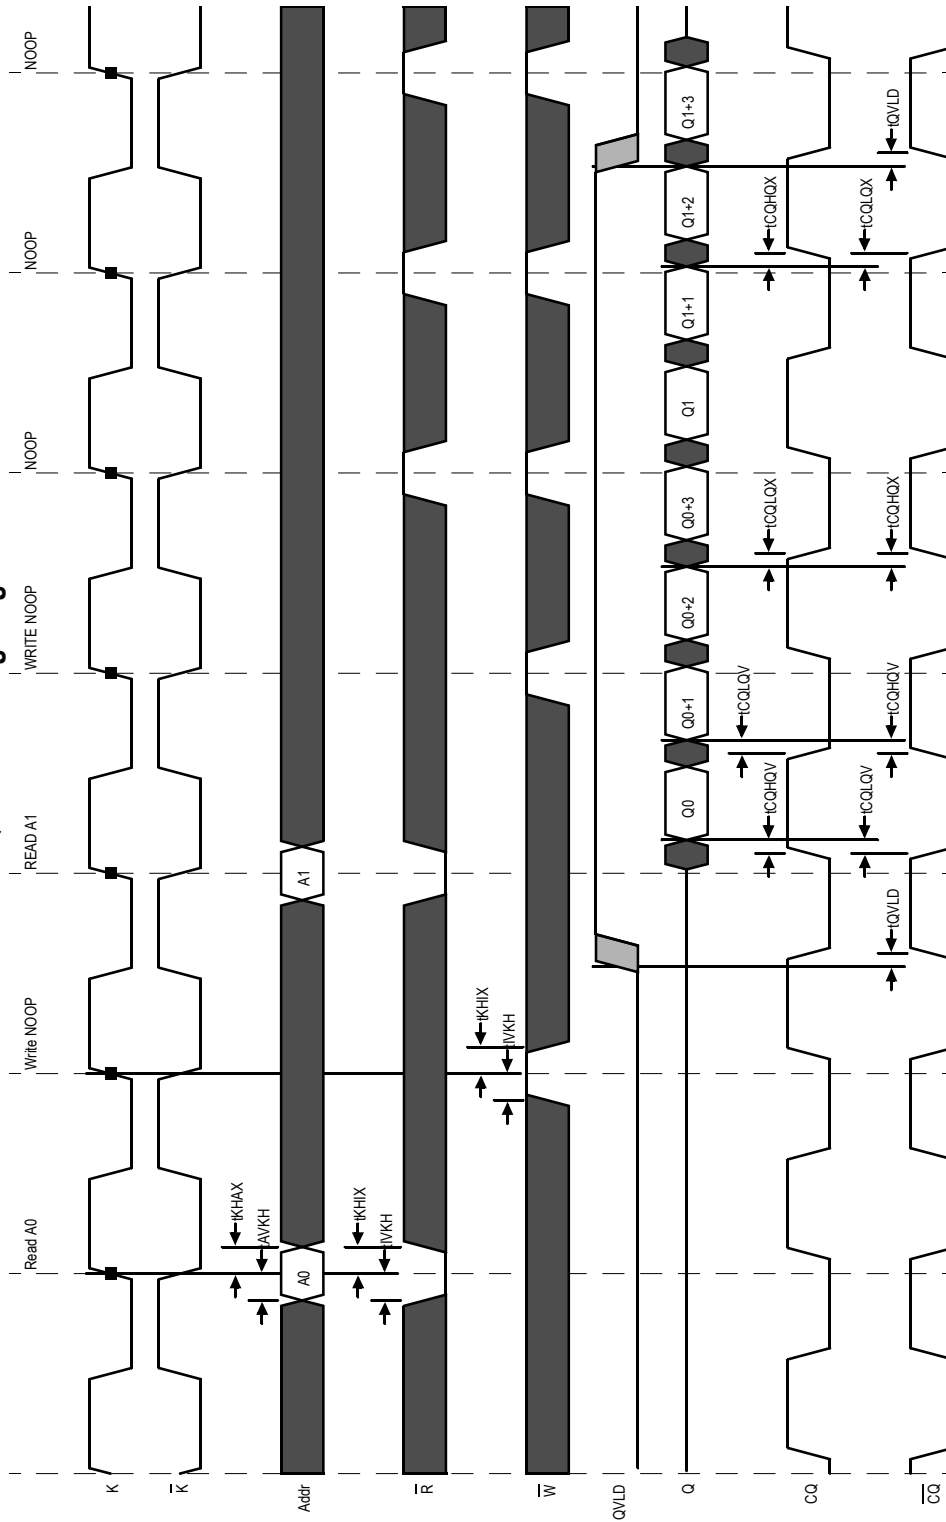 Read A0
Write NOOP
READ A1
WRITE NOOP
NOOP
NOOP
NOOP
K
K̅
tKHAX
tAVKH
Addr
A0
A1
tKHIX
tIVKH
R̅
tKHIX
tIVKH
W̅
QVLD
Q
Q0
Q0+1
Q0+2
Q0+3
Q1
Q1+1
Q1+2
Q1+3
tCQLQV
tCQHQV
tCQLQX
tCQHQX
CQ
tCQLQV
tCQLQX
tQVLD
tCQHQV
tCQHQX
tQVLD
C̅Q̅